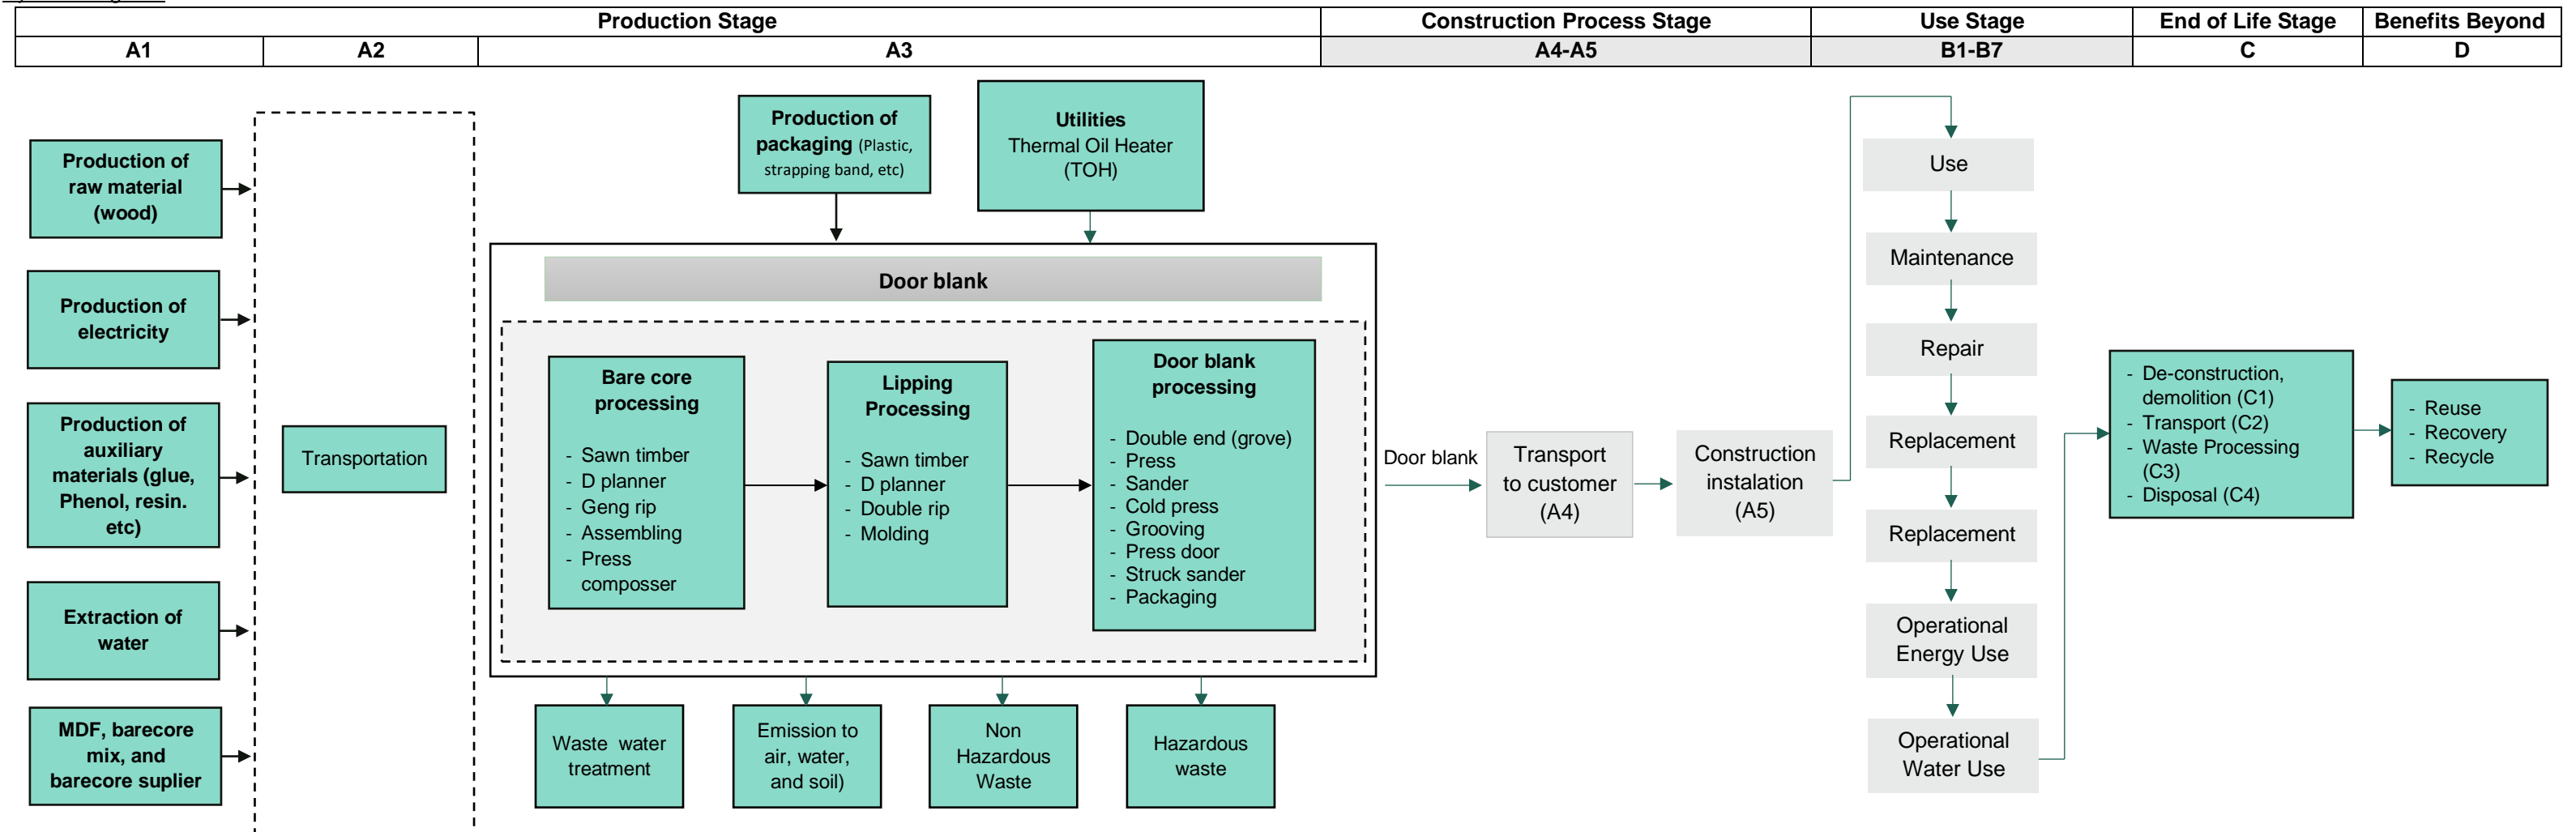 Production Stage
Construction Process Stage
Use Stage
End of Life Stage
Benefits Beyond
A1
A2
A3
A4-A5
B1-B7
C
D
Production of
raw material
(wood)
Production of
electricity
Production of
auxiliary
materials (glue,
Phenol, resin.
etc)
Extraction of
water
MDF, barecore
mix, and
barecore suplier
Transportation
Production of
packaging (Plastic,
strapping band, etc)
Utilities
Thermal Oil Heater
(TOH)
Door blank
Bare core
processing
- Sawn timber
- D planner
- Geng rip
- Assembling
- Press
composser
Lipping
Processing
- Sawn timber
- D planner
- Double rip
- Molding
Door blank
processing
- Double end (grove)
- Press
- Sander
- Cold press
- Grooving
- Press door
- Struck sander
- Packaging
Waste water
treatment
Emission to
air, water,
and soil)
Non
Hazardous
Waste
Hazardous
waste
Door blank
Transport
to customer
(A4)
Construction
instalation
(A5)
Use
Maintenance
Repair
Replacement
Replacement
Operational
Energy Use
Operational
Water Use
- De-construction,
demolition (C1)
- Transport (C2)
- Waste Processing
(C3)
- Disposal (C4)
- Reuse
- Recovery
- Recycle